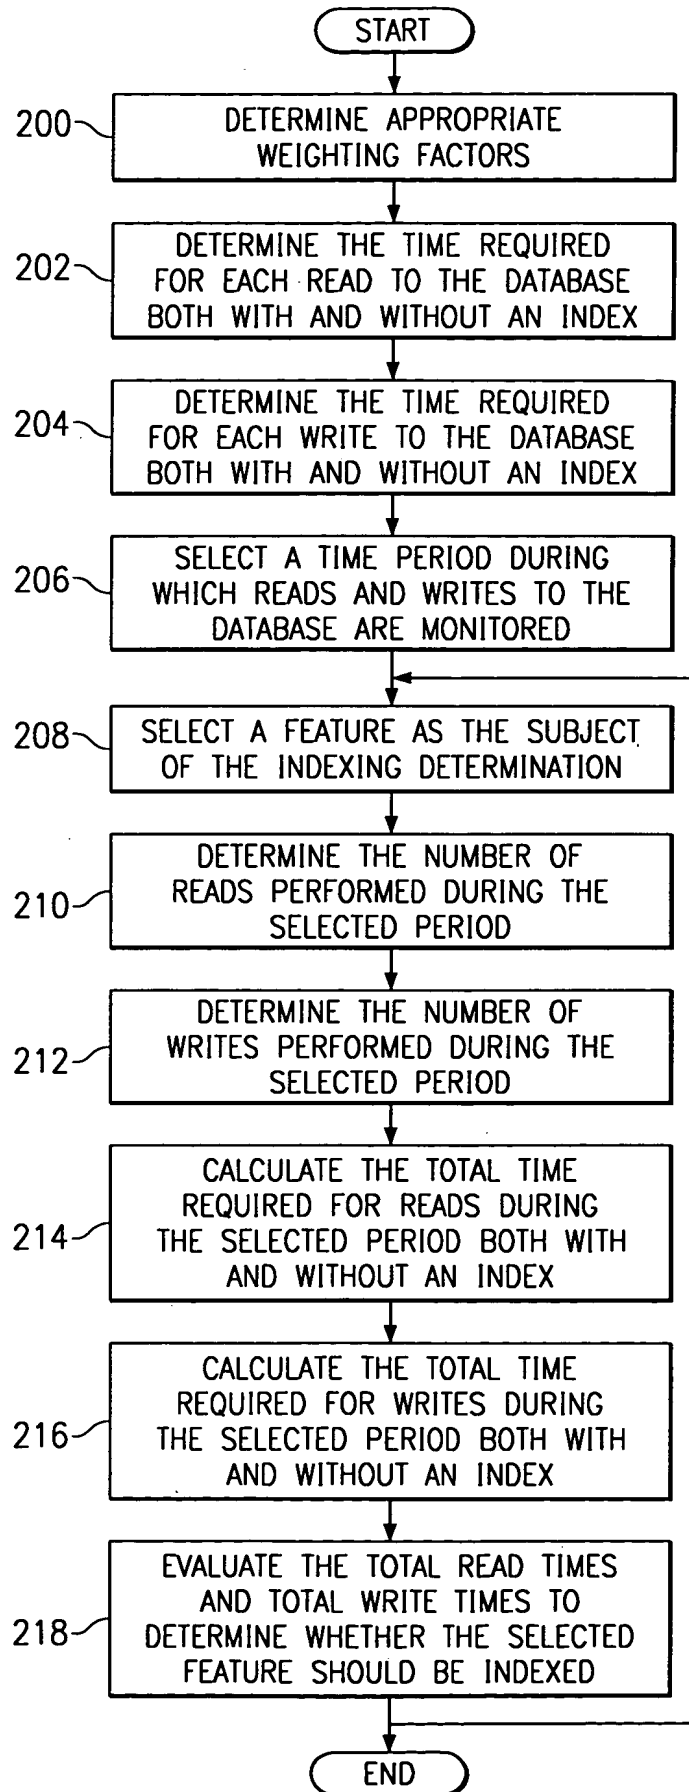 START
200
DETERMINE APPROPRIATE
WEIGHTING FACTORS
202
DETERMINE THE TIME REQUIRED
FOR EACH READ TO THE DATABASE
BOTH WITH AND WITHOUT AN INDEX
204
DETERMINE THE TIME REQUIRED
FOR EACH WRITE TO THE DATABASE
BOTH WITH AND WITHOUT AN INDEX
206
SELECT A TIME PERIOD DURING
WHICH READS AND WRITES TO THE
DATABASE ARE MONITORED
208
SELECT A FEATURE AS THE SUBJECT
OF THE INDEXING DETERMINATION
210
DETERMINE THE NUMBER OF
READS PERFORMED DURING THE
SELECTED PERIOD
212
DETERMINE THE NUMBER OF
WRITES PERFORMED DURING THE
SELECTED PERIOD
214
CALCULATE THE TOTAL TIME
REQUIRED FOR READS DURING
THE SELECTED PERIOD BOTH WITH
AND WITHOUT AN INDEX
216
CALCULATE THE TOTAL TIME
REQUIRED FOR WRITES DURING
THE SELECTED PERIOD BOTH WITH
AND WITHOUT AN INDEX
218
EVALUATE THE TOTAL READ TIMES
AND TOTAL WRITE TIMES TO
DETERMINE WHETHER THE SELECTED
FEATURE SHOULD BE INDEXED
END